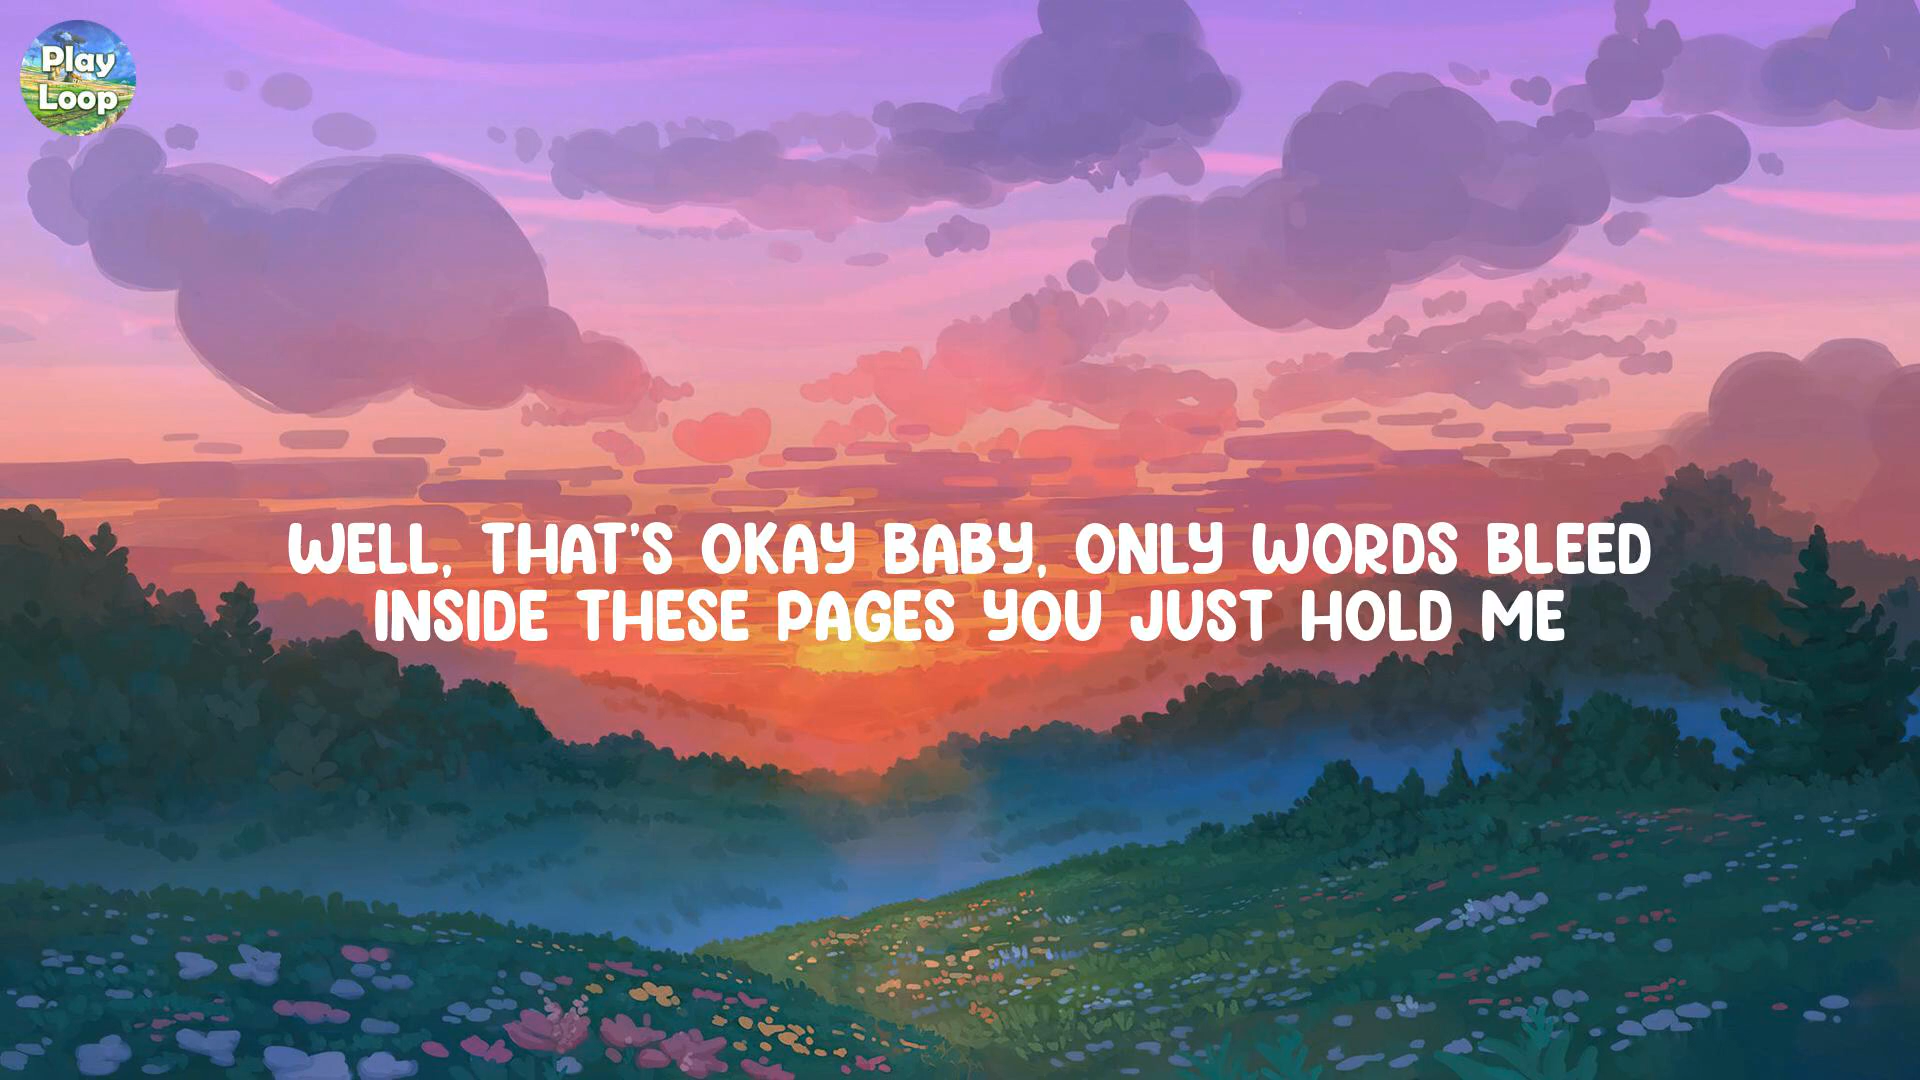 Play
Loop
WELL, THAT'S OKAY BABY, ONLY WORDS BLEED
INSIDE THESE PAGES YOU JUST HOLD ME